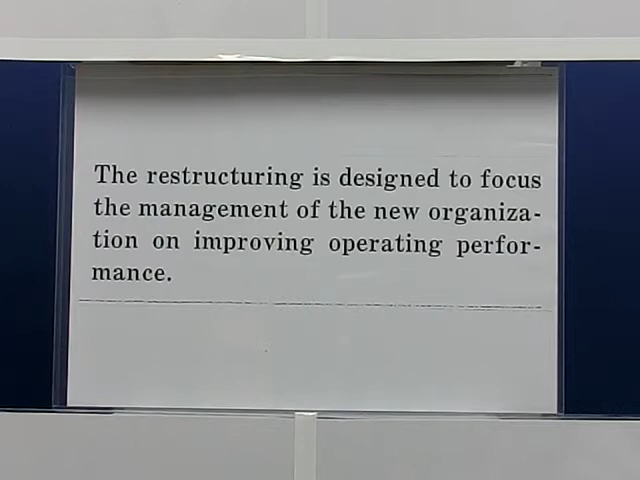 The restructuring is designed to focus
the management of the new organiza-
tion on improving operating perfor-
mance.